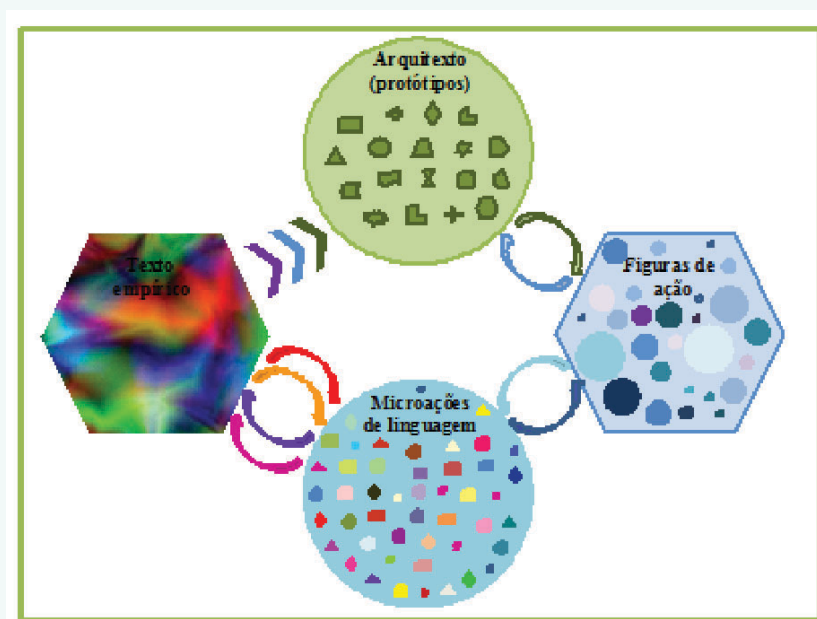 Arquitexto
(protótipos)
Texto
empírico
Figuras de
ação
Microações
de linguagem